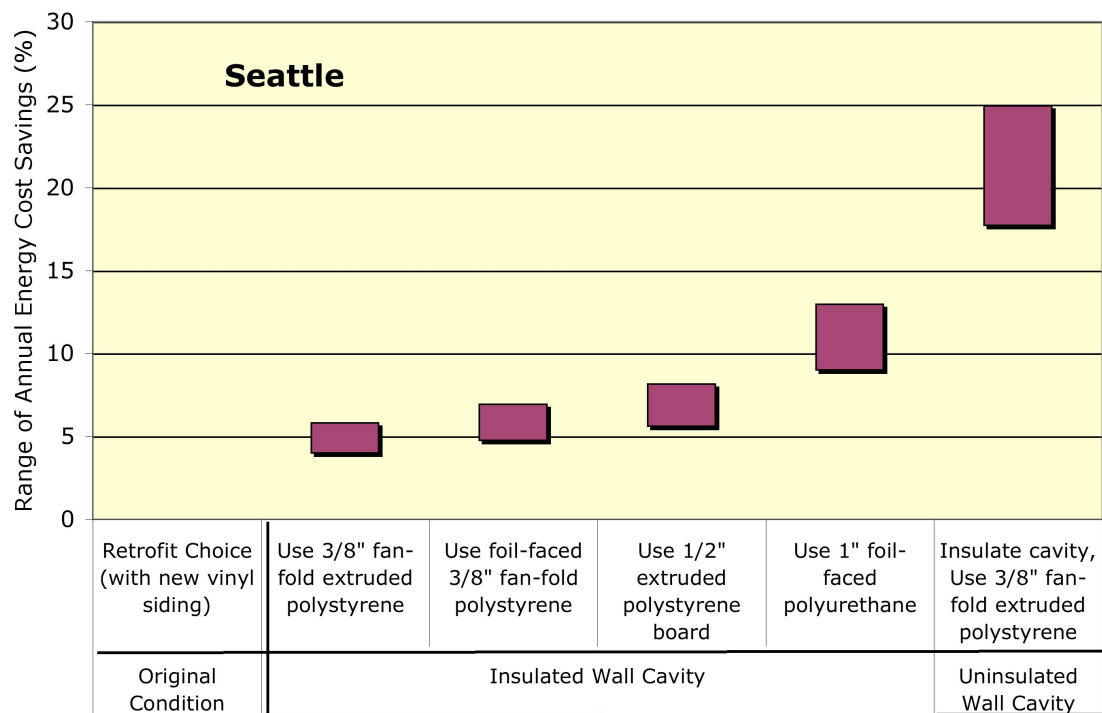 Range of Annual Energy Cost Savings (%)
30
25
20
15
10
5
0
Seattle
Retrofit Choice
(with new vinyl
siding)
Use 3/8" fan-
fold extruded
polystyrene
Use foil-faced
3/8" fan-fold
polystyrene
Use 1/2"
extruded
polystyrene
board
Use 1" foil-
faced
polyurethane
Insulate cavity,
Use 3/8" fan-
fold extruded
polystyrene
Original
Condition
Insulated Wall Cavity
Uninsulated
Wall Cavity